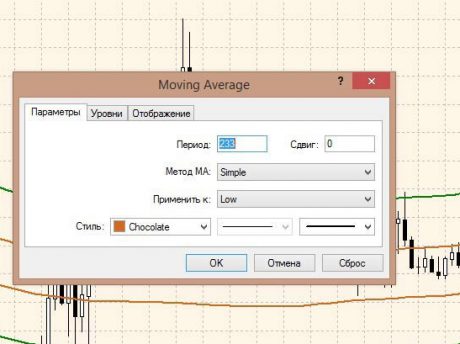 Moving Average
?
Параметры Уровни Отображение
Период: 233 Сдвиг: 0
Метод МА: Simple
Применить к: Low
Стиль: Chocolate
OK Отмена Сброс